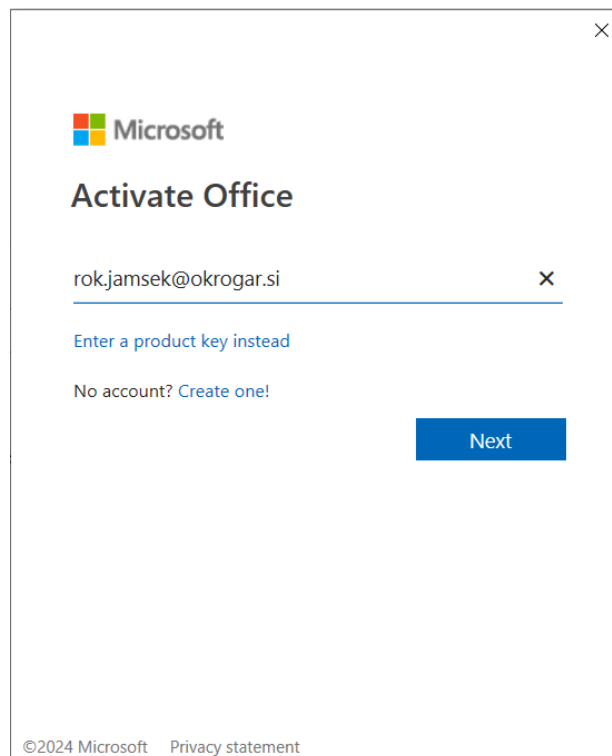 Microsoft
Activate Office
rok.jamsek@okrogar.si
Enter a product key instead
No account? Create one!
Next
©2024 Microsoft Privacy statement